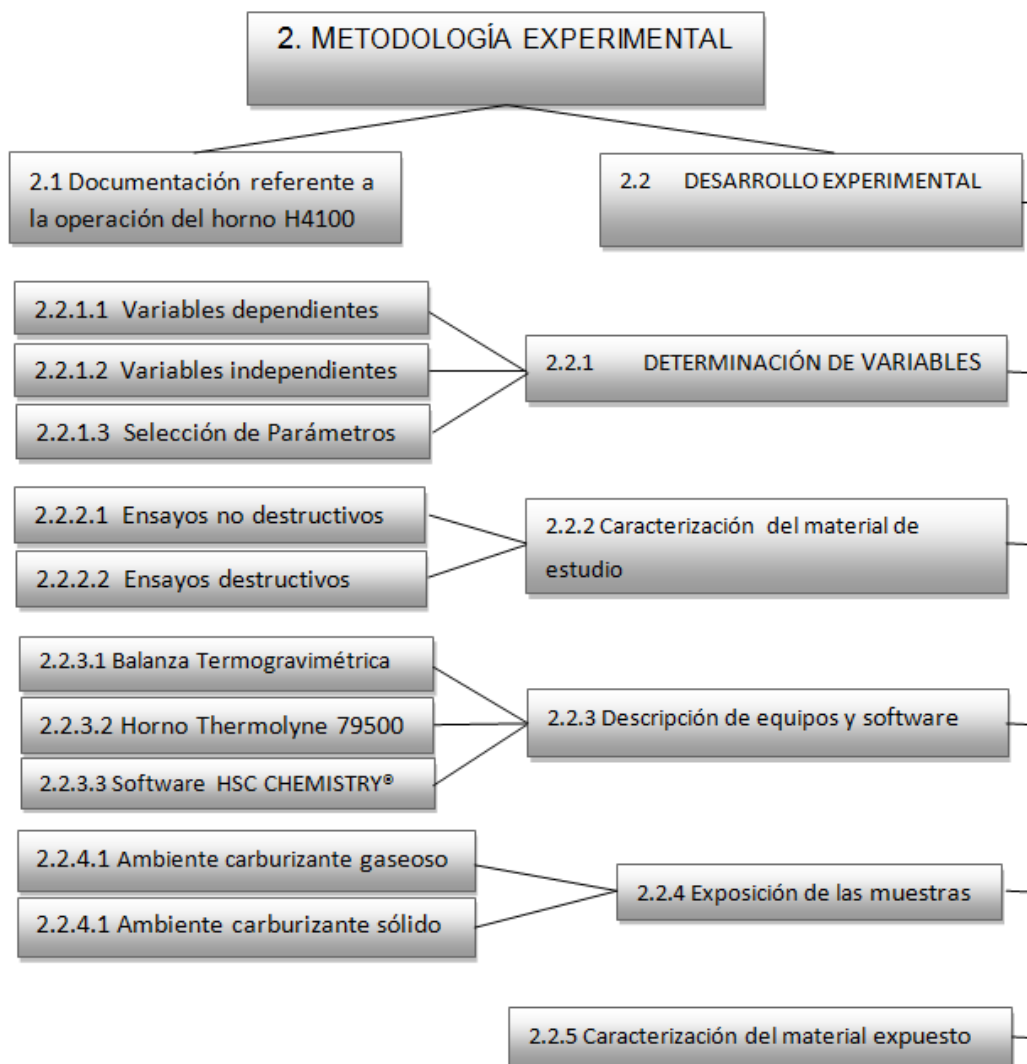 2. METODOLOGÍA EXPERIMENTAL
2.1 Documentación referente a
la operación del horno H4100
2.2 DESARROLLO EXPERIMENTAL
2.2.1.1 Variables dependientes
2.2.1.2 Variables independientes
2.2.1.3 Selección de Parámetros
2.2.1 DETERMINACIÓN DE VARIABLES
2.2.2.1 Ensayos no destructivos
2.2.2.2 Ensayos destructivos
2.2.2 Caracterización del material de
estudio
2.2.3.1 Balanza Termogravimétrica
2.2.3.2 Horno Thermolyne 79500
2.2.3.3 Software HSC CHEMISTRY®
2.2.3 Descripción de equipos y software
2.2.4.1 Ambiente carburizante gaseoso
2.2.4.1 Ambiente carburizante sólido
2.2.4 Exposición de las muestras
2.2.5 Caracterización del material expuesto